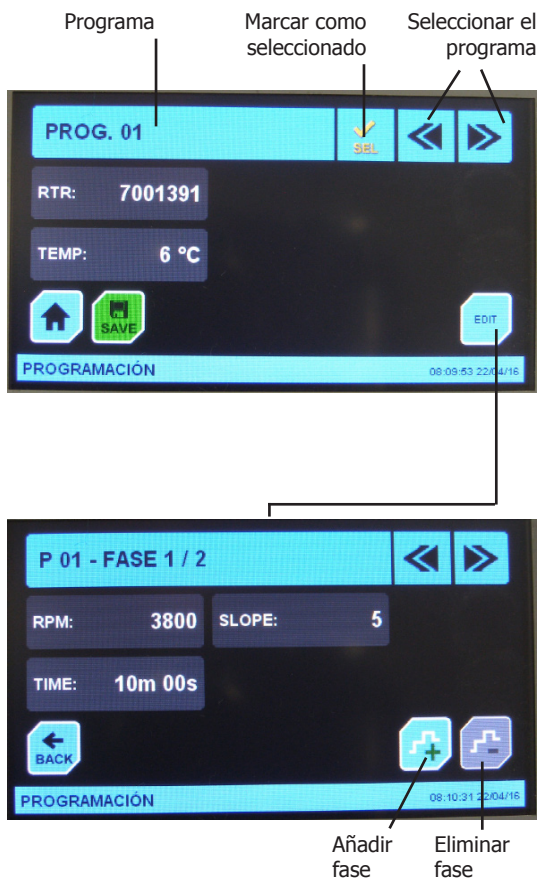 Programa
Marcar como
seleccionado
Seleccionar el
programa
PROG. 01
SEL
RTR: 7001391
TEMP: 6 ºC
SAVE
EDIT
PROGRAMACIÓN
08:09:53 22/04/16
P 01 - FASE 1 / 2
RPM: 3800
SLOPE: 5
TIME: 10m 00s
BACK
PROGRAMACIÓN
08:10:31 22/04/16
Añadir
fase
Eliminar
fase